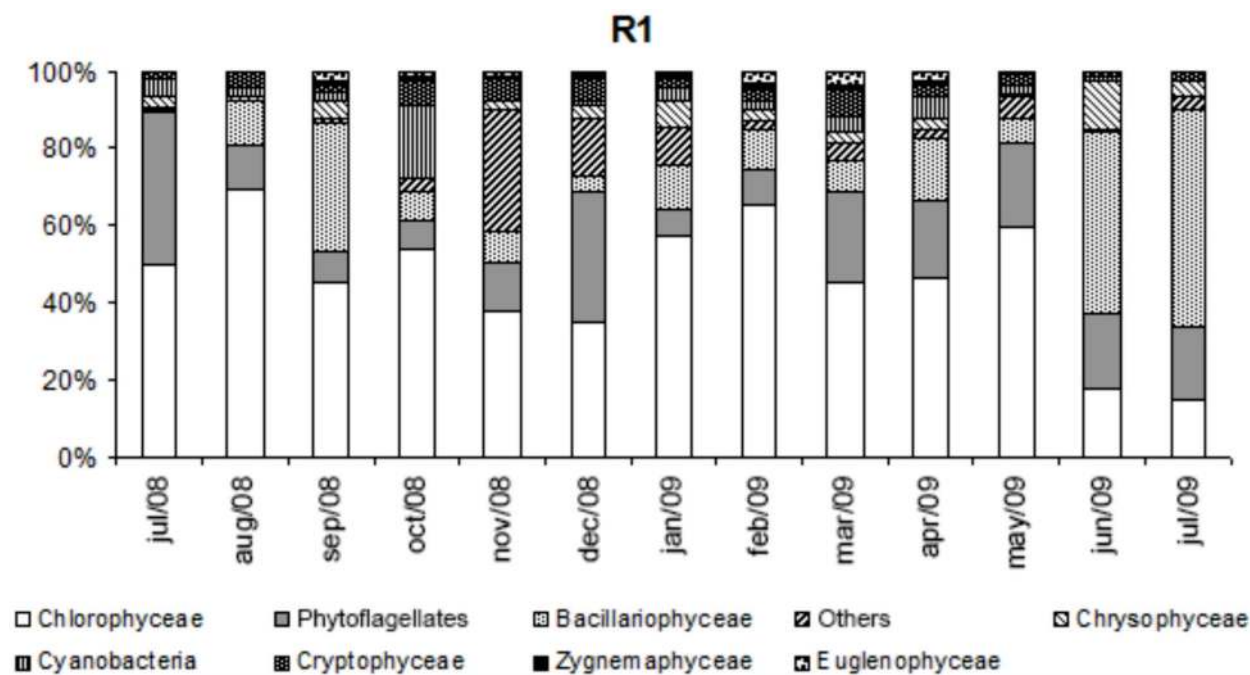 R1
100%
80%
60%
40%
20%
0%
jul/08 aug/08 sep/08 oct/08 nov/08 dec/08 jan/09 feb/09 mar/09 apr/09 may/09 jun/09 jul/09
Chlorophyceae Phytoflagellates Bacillariophyceae Others Chrysophyceae
Cyanobacteria Cryptophyceae Zygnemaphyceae Euglenophyceae